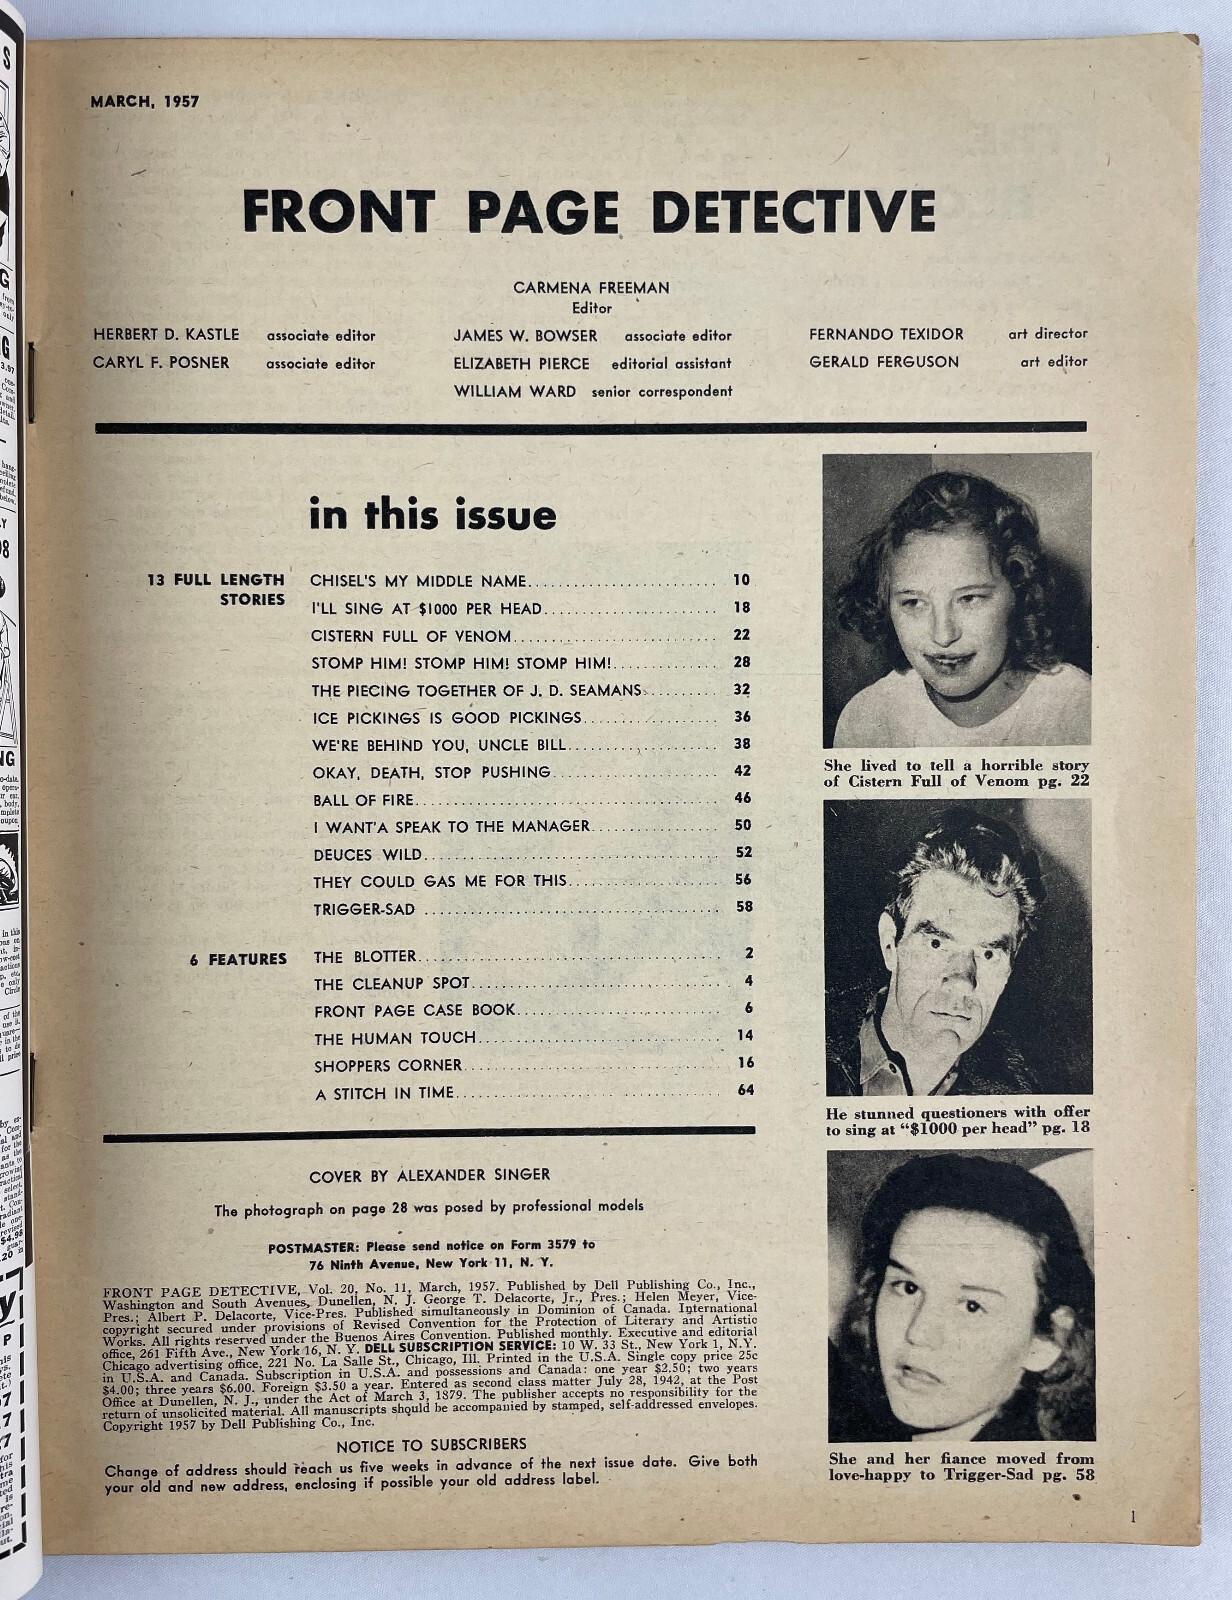 MARCH, 1957
FRONT PAGE DETECTIVE
CARMENA FREEMAN
Editor
HERBERT D. KASTLE associate editor JAMES W. BOWSER associate editor FERNANDO TEXIDOR art director
CARYL F. POSNER associate editor ELIZABETH PIERCE editorial assistant GERALD FERGUSON art editor
WILLIAM WARD senior correspondent
in this issue
13 FULL LENGTH
STORIES
CHISEL'S MY MIDDLE NAME 10
I'LL SING AT $1000 PER HEAD 18
CISTERN FULL OF VENOM 22
STOMP HIM! STOMP HIM! STOMP HIM! 28
THE PIECING TOGETHER OF J. D. SEAMANS 32
ICE PICKINGS IS GOOD PICKINGS 36
WE'RE BEHIND YOU, UNCLE BILL 38
OKAY, DEATH, STOP PUSHING 42
BALL OF FIRE 46
I WANT'A SPEAK TO THE MANAGER 50
DEUCES WILD 52
THEY COULD GAS ME FOR THIS 56
TRIGGER-SAD 58
6 FEATURES
THE BLOTTER 2
THE CLEANUP SPOT 4
FRONT PAGE CASE BOOK 6
THE HUMAN TOUCH 14
SHOPPERS CORNER 16
A STITCH IN TIME 64
COVER BY ALEXANDER SINGER
The photograph on page 28 was posed by professional models
POSTMASTER: Please send notice on Form 3579 to
76 Ninth Avenue, New York 11, N. Y.
FRONT PAGE DETECTIVE, Vol. 20, No. 11, March, 1957. Published by Dell Publishing Co., Inc.,
Washington and South Avenues, Dunellen, N. J. George T. Delacorte, Jr., Pres.; Helen Meyer, Vice-
Pres.; Albert P. Delacorte, Vice-Pres. Published simultaneously in Dominion of Canada. International
copyright secured under provisions of Revised Convention for the Protection of Literary and Artistic
Works. All rights reserved under the Buenos Aires Convention. Published monthly. Executive and editorial
office, 261 Fifth Ave., New York 16, N. Y. DELL SUBSCRIPTION SERVICE: 10 W. 33 St., New York 1, N.Y.
Chicago advertising office, 221 No. La Salle St., Chicago, Ill. Printed in the U.S.A. Single copy price 25c
in U.S.A. and Canada. Subscription in U.S.A. and possessions and Canada: one year $2.50; two years
$4.00; three years $6.00. Foreign $3.50 a year. Entered as second class matter July 28, 1942, at the Post
Office at Dunellen, N. J., under the Act of March 3, 1879. The publisher accepts no responsibility for the
return of unsolicited material. All manuscripts should be accompanied by stamped, self-addressed envelopes.
Copyright 1957 by Dell Publishing Co., Inc.
NOTICE TO SUBSCRIBERS
Change of address should reach us five weeks in advance of the next issue date. Give both
your old and new address, enclosing if possible your old address label.
She lived to tell a horrible story
of Cistern Full of Venom pg. 22
He stunned questioners with offer
to sing at "$1000 per head" pg. 18
She and her fiance moved from
love-happy to Trigger-Sad pg. 58
1